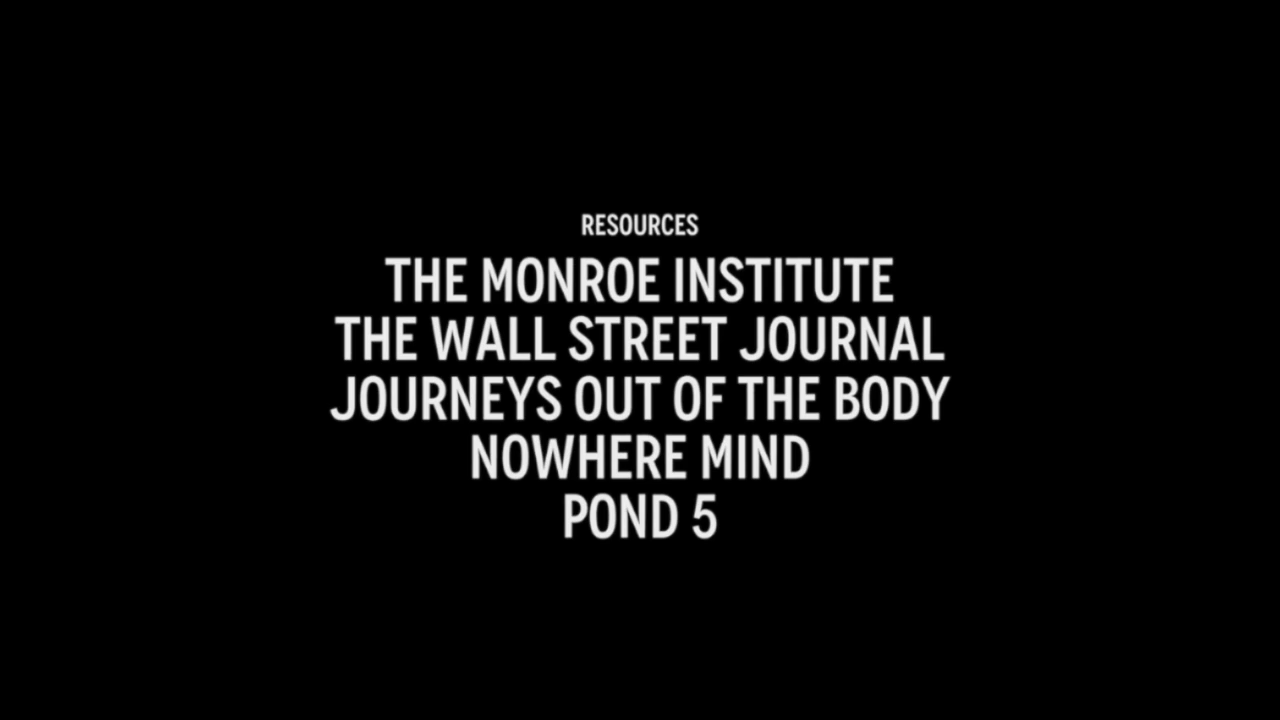 RESOURCES
THE MONROE INSTITUTE
THE WALL STREET JOURNAL
JOURNEYS OUT OF THE BODY
NOWHERE MIND
POND 5